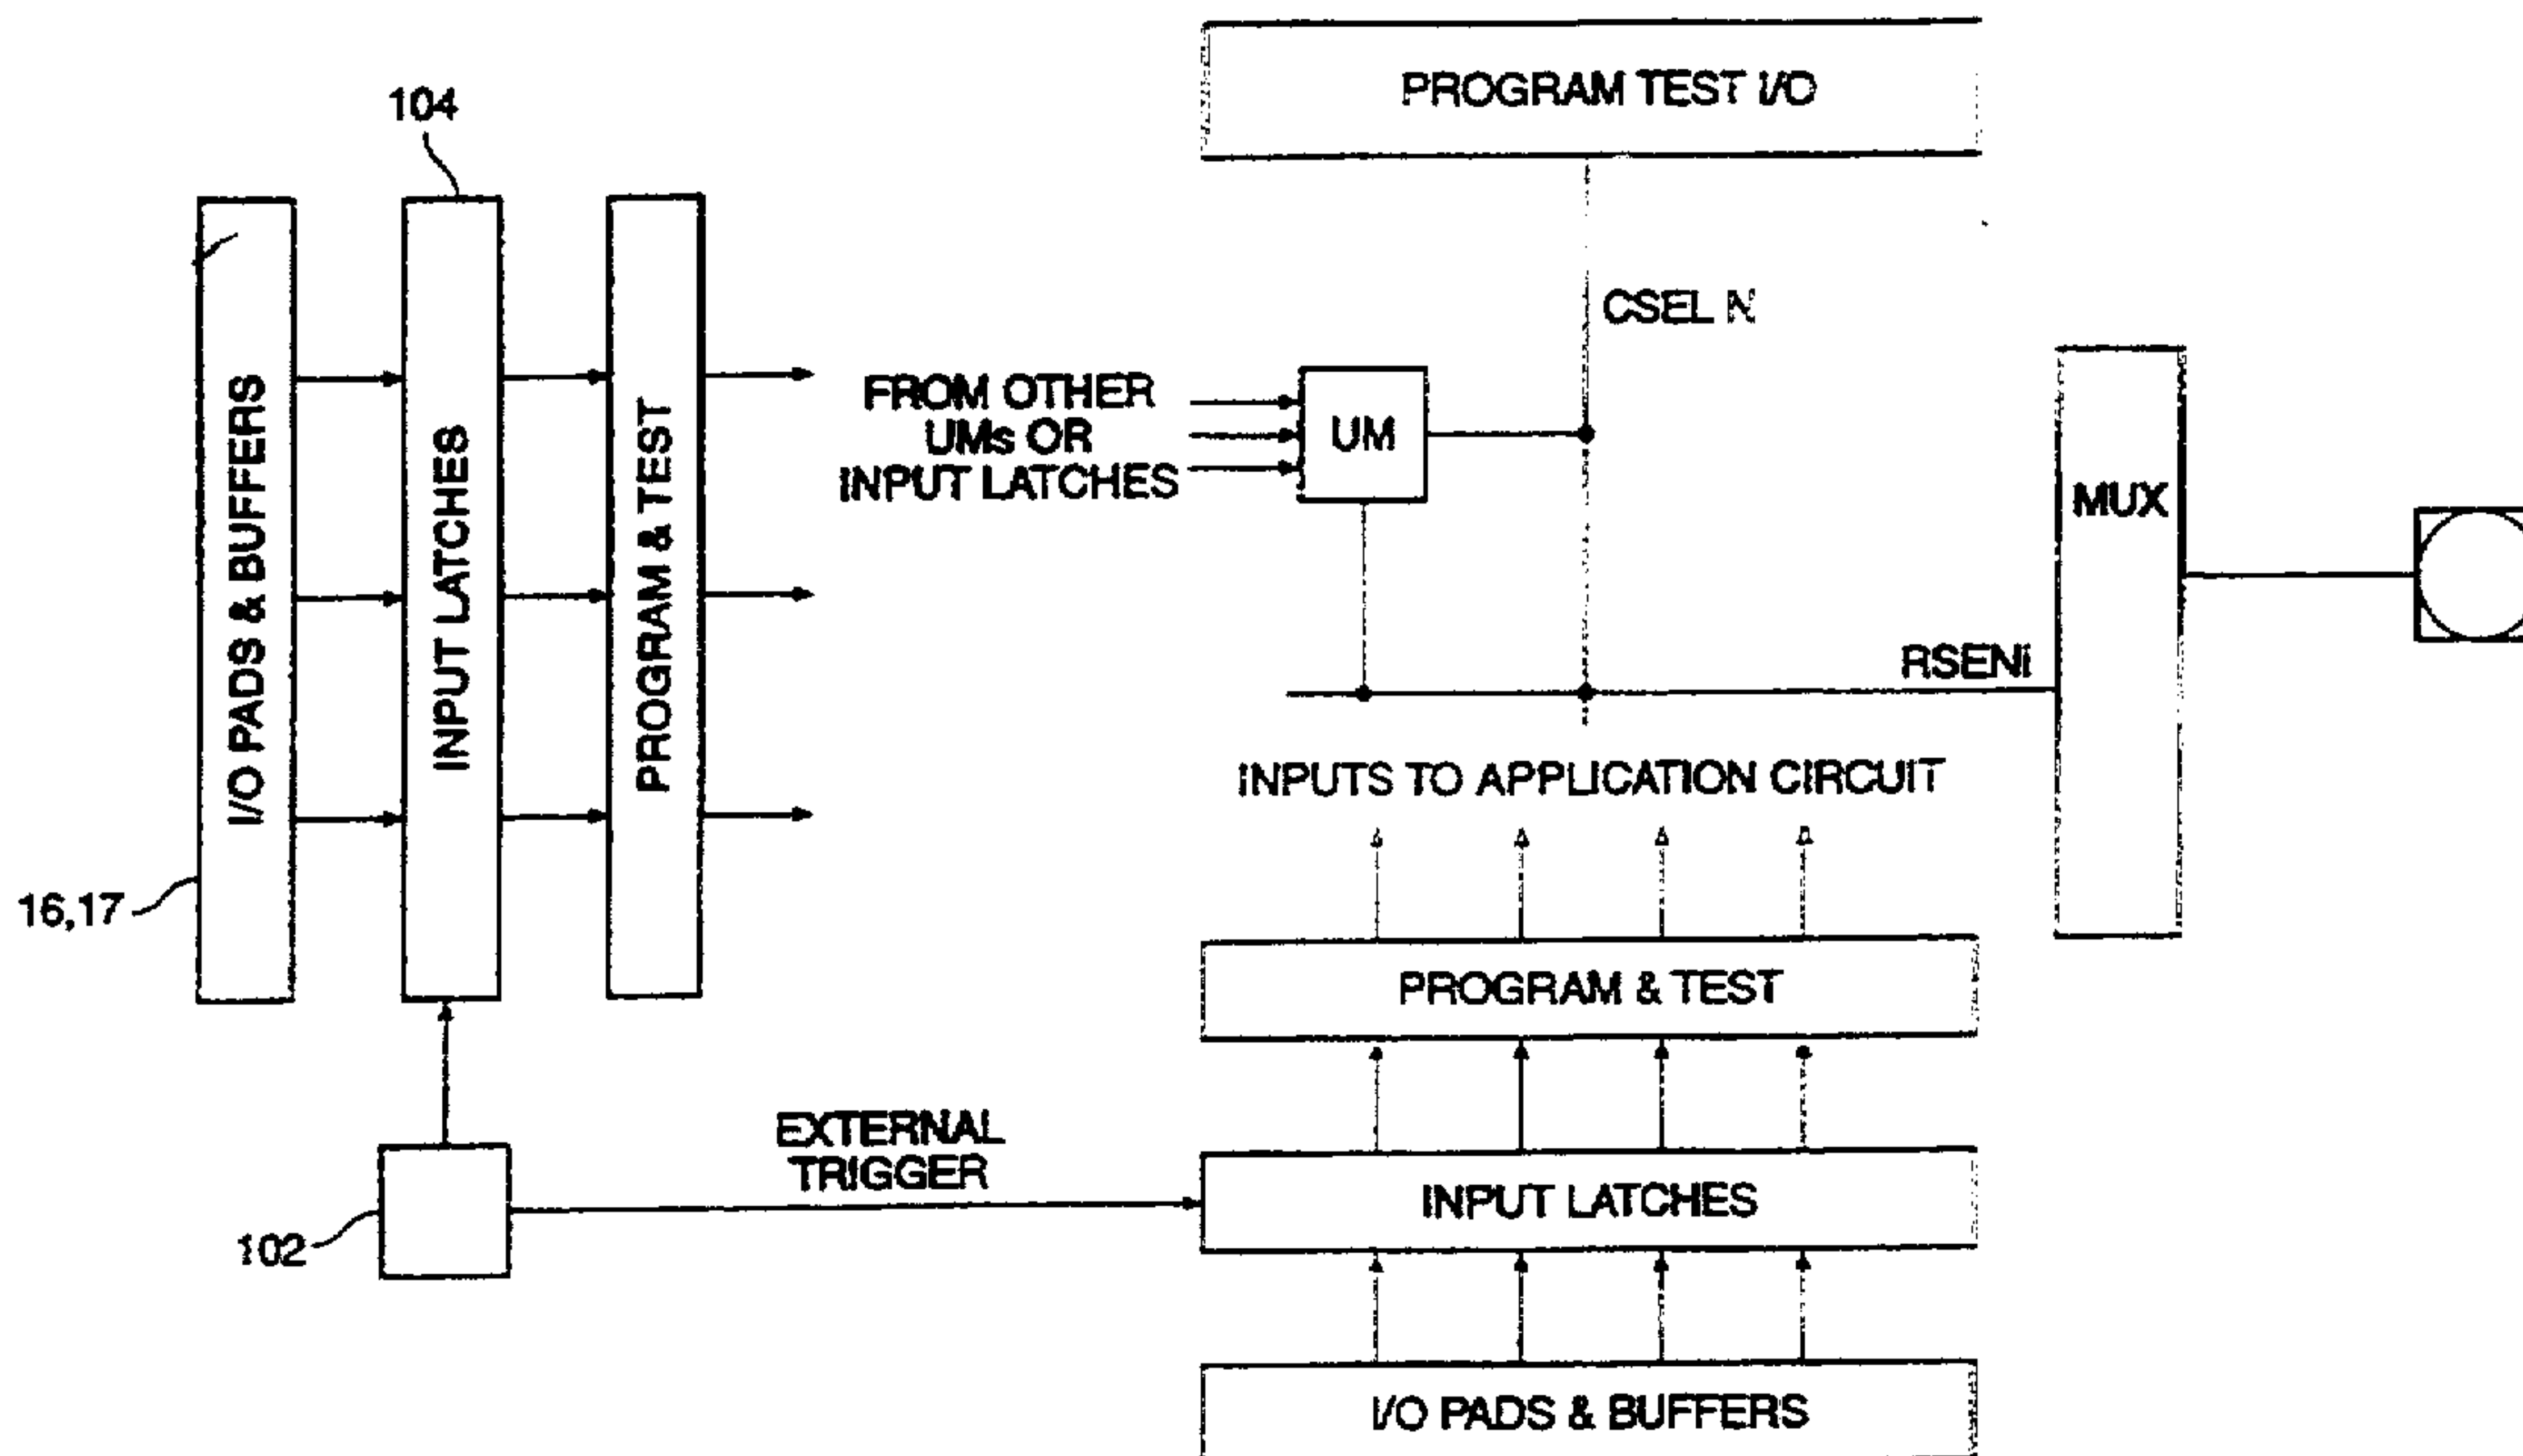 PROGRAM TEST I/O
104
CSEL N
I/O PADS & BUFFERS
INPUT LATCHES
PROGRAM & TEST
FROM OTHER
UMs OR
INPUT LATCHES
UM
MUX
RSENi
INPUTS TO APPLICATION CIRCUIT
16,17
PROGRAM & TEST
EXTERNAL
TRIGGER
INPUT LATCHES
102
I/O PADS & BUFFERS